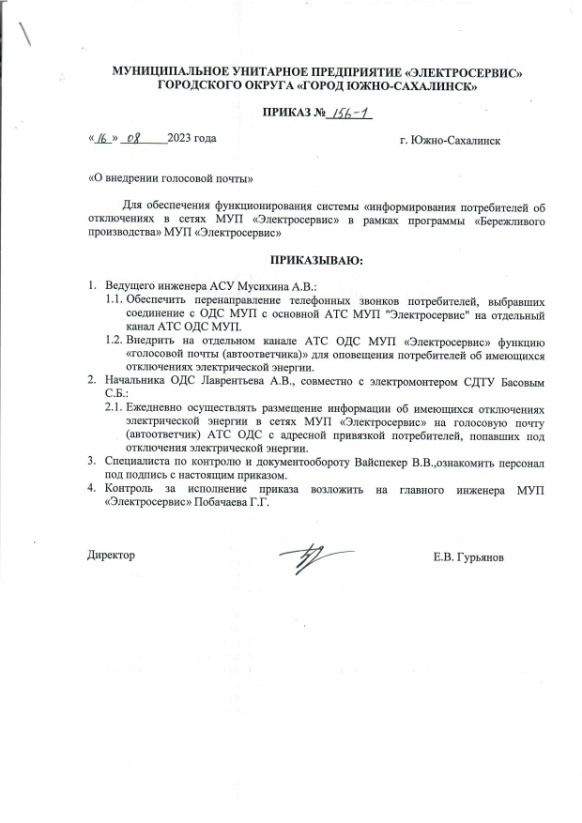 МУНИЦИПАЛЬНОЕ УНИТАРНОЕ ПРЕДПРИЯТИЕ «ЭЛЕКТРОСЕРВИС»
ГОРОДСКОГО ОКРУГА «ГОРОД ЮЖНО-САХАЛИНСК»
ПРИКАЗ № 156-1
«16» 08 2023 года г. Южно-Сахалинск
«О внедрении голосовой почты»
Для обеспечения функционирования системы «информирования потребителей об
отключениях в сетях МУП «Электросервис» в рамках программы «Бережливого
производства» МУП «Электросервис»
ПРИКАЗЫВАЮ:
1. Ведущего инженера АСУ Мусихина А.В.:
1.1. Обеспечить перенаправление телефонных звонков потребителей, выбравших
соединение с ОДС МУП с основной АТС МУП "Электросервис" на отдельный
канал АТС ОДС МУП.
1.2. Внедрить на отдельном канале АТС ОДС МУП «Электросервис» функцию
«голосовой почты (автоответчика)» для оповещения потребителей об имеющихся
отключениях электрической энергии.
2. Начальника ОДС Лаврентьева А.В., совместно с электромонтером СДТУ Басовым
С.Б.:
2.1. Ежедневно осуществлять размещение информации об имеющихся отключениях
электрической энергии в сетях МУП «Электросервис» на голосовую почту
(автоответчик) АТС ОДС с адресной привязкой потребителей, попавших под
отключения электрической энергии.
3. Специалиста по контролю и документообороту Вайспекер В.В.,ознакомить персонал
под подпись с настоящим приказом.
4. Контроль за исполнение приказа возложить на главного инженера МУП
«Электросервис» Побачаева Г.Г.
Директор Е.В. Гурьянов